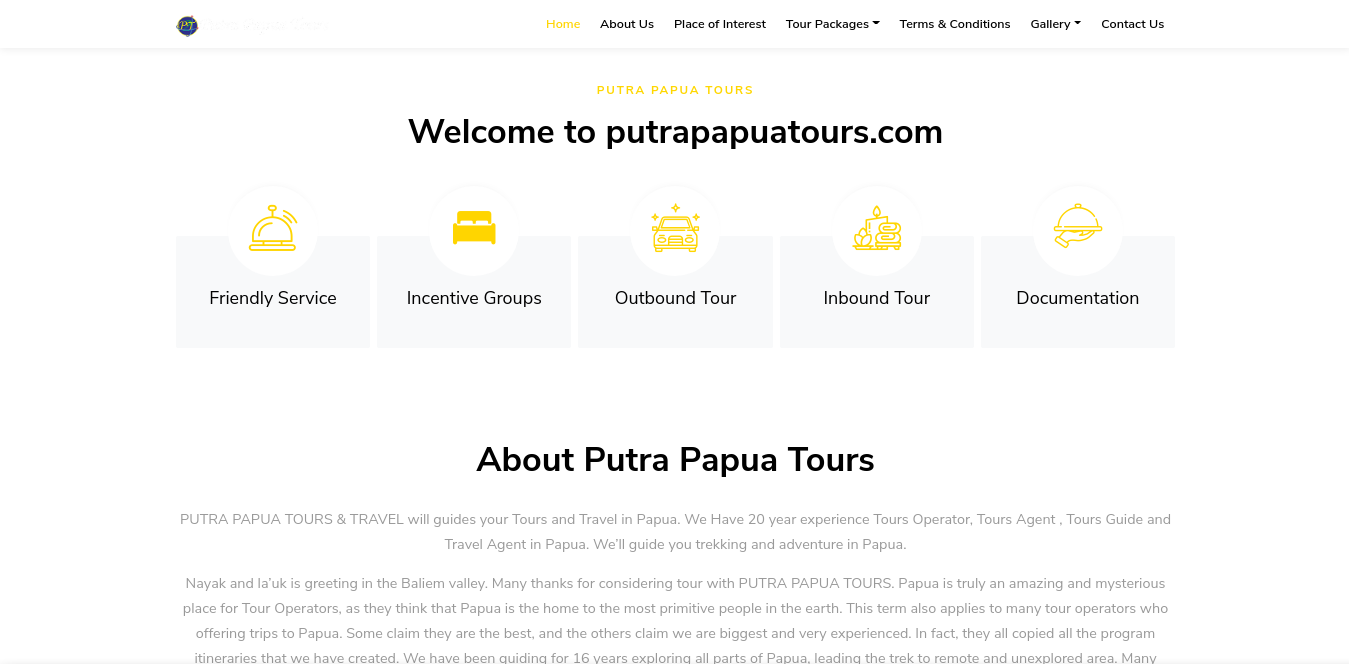 Home About Us Place of Interest Tour Packages Terms & Conditions Gallery Contact Us
PUTRA PAPUA TOURS
Welcome to putrapapuatours.com
Friendly Service Incentive Groups Outbound Tour Inbound Tour Documentation
About Putra Papua Tours
PUTRA PAPUA TOURS & TRAVEL will guides your Tours and Travel in Papua. We Have 20 year experience Tours Operator, Tours Agent , Tours Guide and
Travel Agent in Papua. We’ll guide you trekking and adventure in Papua.
Nayak and la’uk is greeting in the Baliem valley. Many thanks for considering tour with PUTRA PAPUA TOURS. Papua is truly an amazing and mysterious
place for Tour Operators, as they think that Papua is the home to the most primitive people in the earth. This term also applies to many tour operators who
offering trips to Papua. Some claim they are the best, and the others claim we are biggest and very experienced. In fact, they all copied all the program
itineraries that we have created. We have been guiding for 16 years exploring all parts of Papua, leading the trek to remote and unexplored area. Many